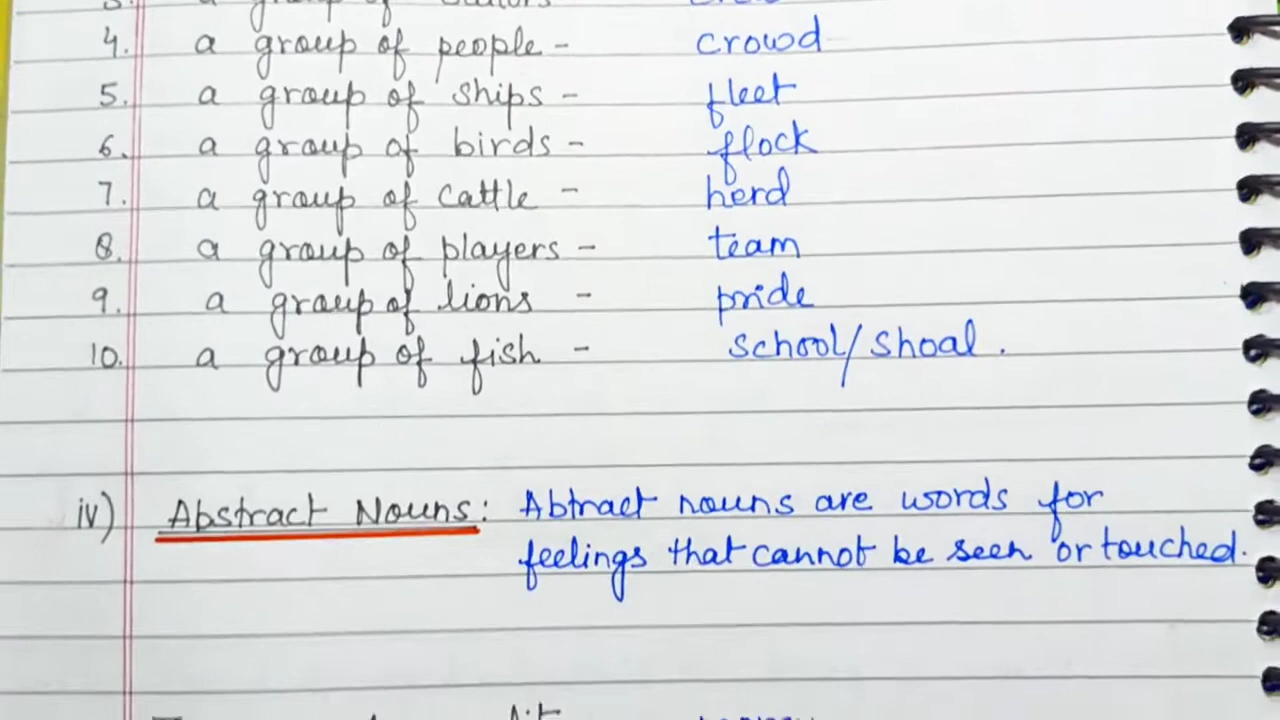 a group of
4. a group of people - crowd
5. a group of ships - fleet
6. a group of birds - flock
7. a group of cattle - herd
8. a group of players - team
9. a group of lions - pride
10. a group of fish - school/shoal.
iv) Abstract Nouns: Abtract nouns are words for
feelings that cannot be seen or touched.